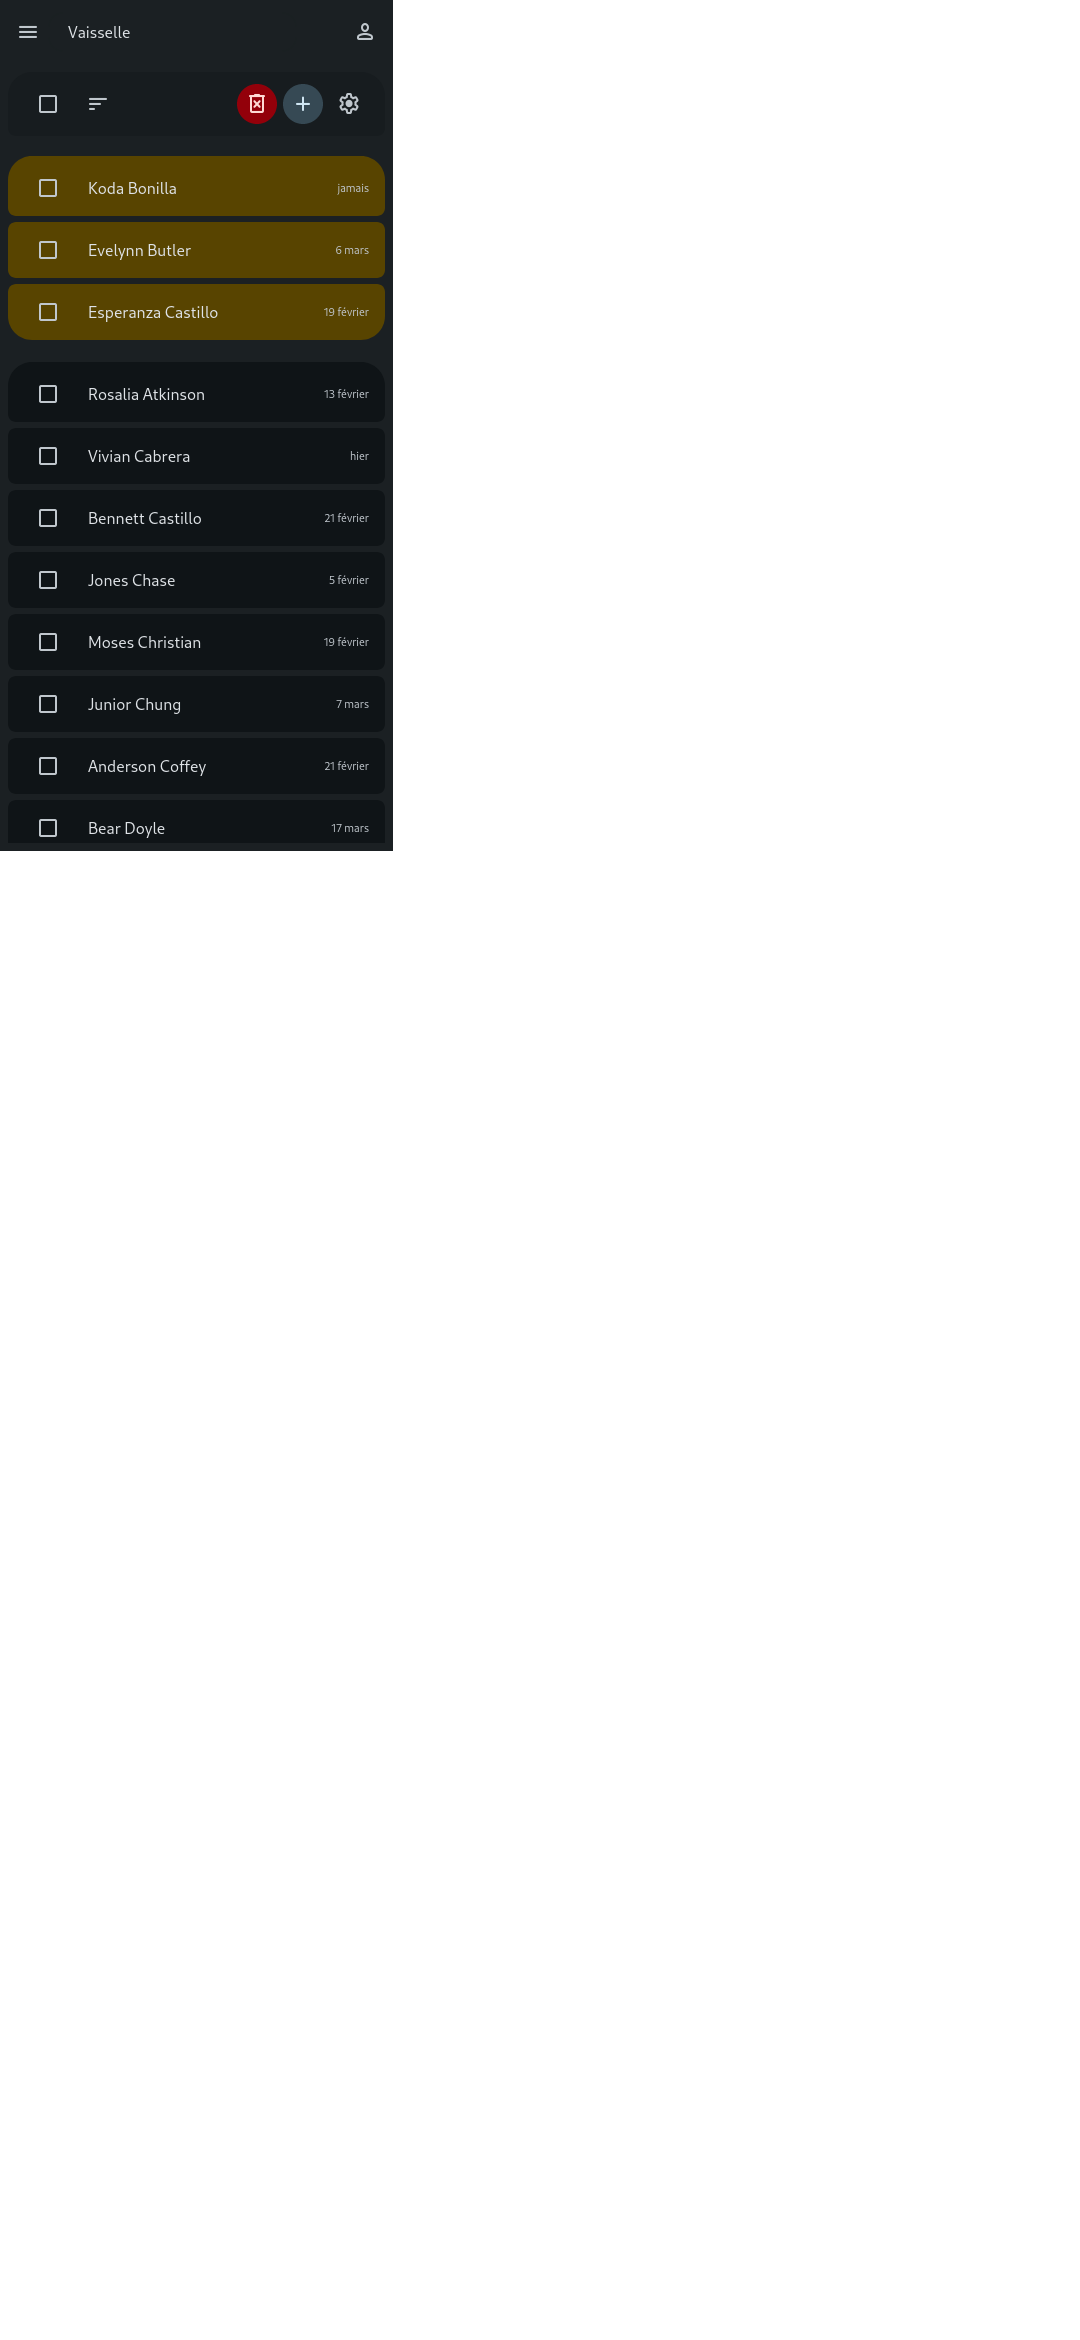 Vaisselle
Koda Bonilla jamais
Evelynn Butler 6 mars
Esperanza Castillo 19 février
Rosalia Atkinson 13 février
Vivian Cabrera hier
Bennett Castillo 21 février
Jones Chase 5 février
Moses Christian 19 février
Junior Chung 7 mars
Anderson Coffey 21 février
Bear Doyle 17 mars